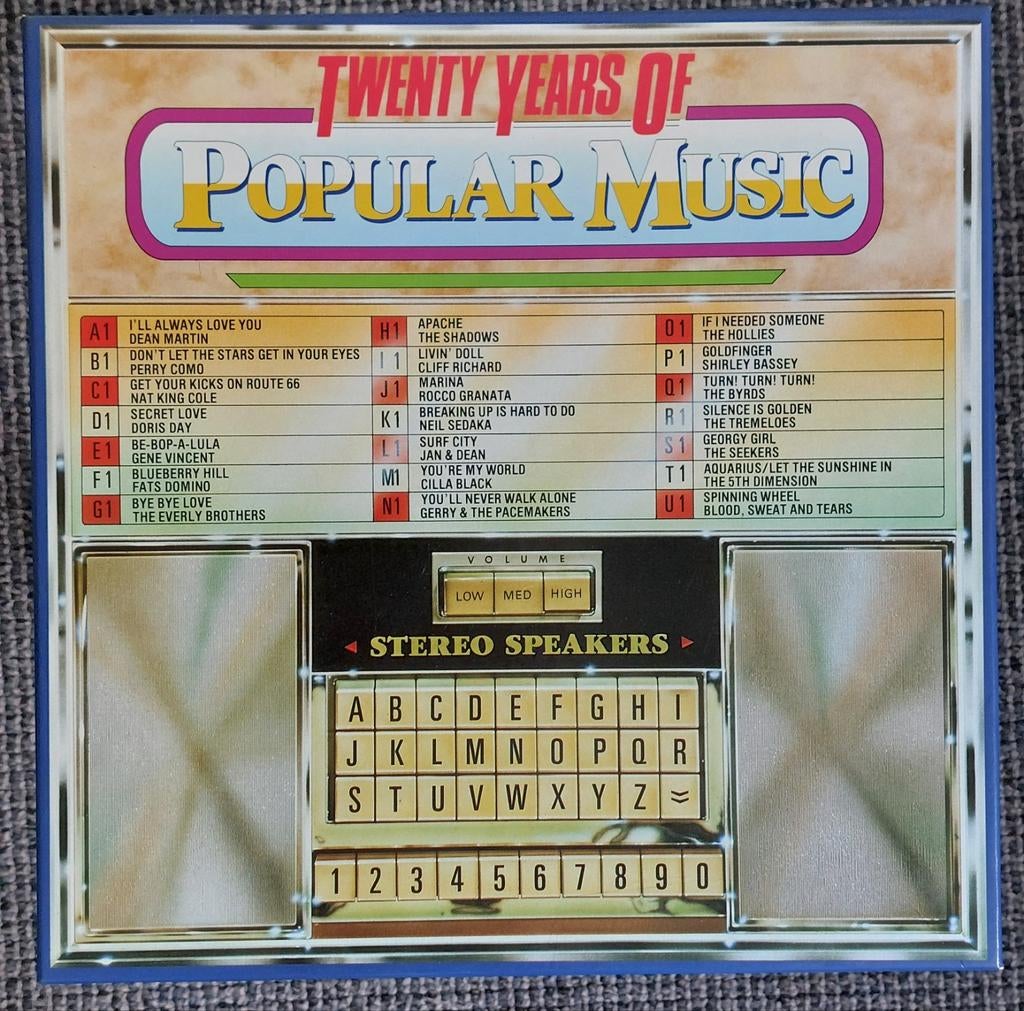 TWENTY YEARS OF
POPULAR MUSIC
A1 I'LL ALWAYS LOVE YOU
DEAN MARTIN
B1 DON'T LET THE STARS GET IN YOUR EYES
PERRY COMO
C1 GET YOUR KICKS ON ROUTE 66
NAT KING COLE
D1 SECRET LOVE
DORIS DAY
E1 BE-BOP-A-LULA
GENE VINCENT
F1 BLUEBERRY HILL
FATS DOMINO
G1 BYE BYE LOVE
THE EVERLY BROTHERS
H1 APACHE
THE SHADOWS
I1 LIVIN' DOLL
CLIFF RICHARD
J1 MARINA
ROCCO GRANATA
K1 BREAKING UP IS HARD TO DO
NEIL SEDAKA
L1 SURF CITY
JAN & DEAN
M1 YOU'RE MY WORLD
CILLA BLACK
N1 YOU'LL NEVER WALK ALONE
GERRY & THE PACEMAKERS
O1 IF I NEEDED SOMEONE
THE HOLLIES
P1 GOLDFINGER
SHIRLEY BASSEY
Q1 TURN! TURN! TURN!
THE BYRDS
R1 SILENCE IS GOLDEN
THE TREMELOES
S1 GEORGY GIRL
THE SEEKERS
T1 AQUARIUS/LET THE SUNSHINE IN
THE 5TH DIMENSION
U1 SPINNING WHEEL
BLOOD, SWEAT AND TEARS
VOLUME
LOW MED HIGH
STEREO SPEAKERS
A B C D E F G H I
J K L M N O P Q R
S T U V W X Y Z
1 2 3 4 5 6 7 8 9 0